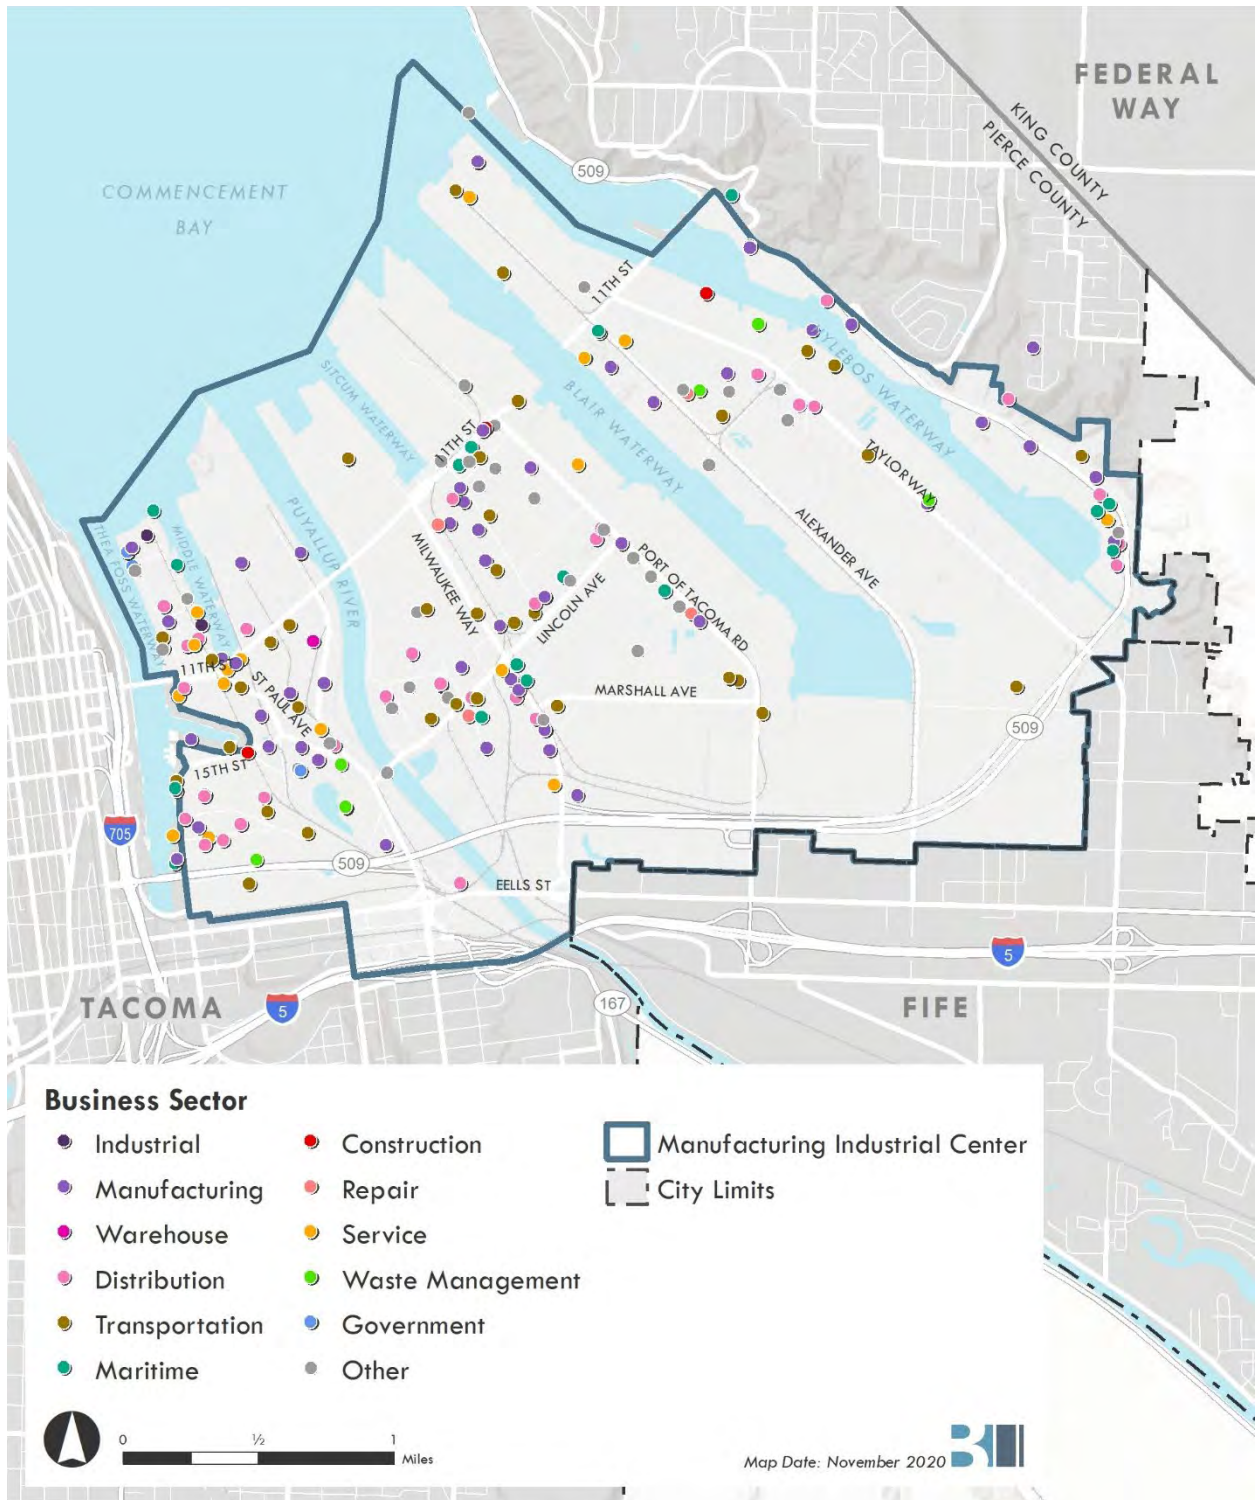 FEDERAL
WAY
KING COUNTY
PIERCE COUNTY
509
COMMENCEMENT
BAY
11TH ST
HYLEBOS WATERWAY
SITCUM WATERWAY
BLAIR WATERWAY
11TH ST
TAYLOR WAY
PUYALLUP RIVER
ALEXANDER AVE
THEA FOSS WATERWAY
MIDDLE WATERWAY
MILWAUKEE WAY
PORT OF TACOMA RD
LINCOLN AVE
11TH ST
ST PAUL AVE
MARSHALL AVE
509
15TH ST
705
509
EELLS ST
5
TACOMA
5
167
FIFE
Business Sector
Industrial
Manufacturing
Warehouse
Distribution
Transportation
Maritime
Construction
Repair
Service
Waste Management
Government
Other
Manufacturing Industrial Center
City Limits
0 ½ 1
Miles
Map Date: November 2020